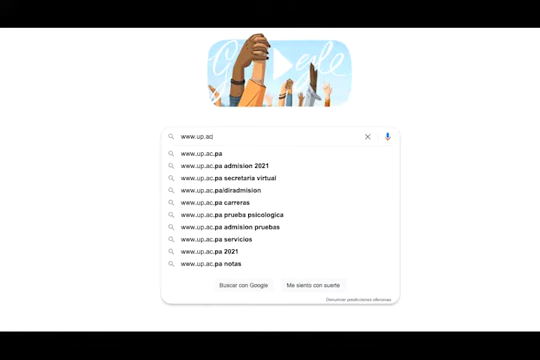 Google
www.up.ac
www.up.ac.pa
www.up.ac.pa admision 2021
www.up.ac.pa secretaria virtual
www.up.ac.pa/diradmision
www.up.ac.pa carreras
www.up.ac.pa prueba psicologica
www.up.ac.pa admision pruebas
www.up.ac.pa servicios
www.up.ac.pa 2021
www.up.ac.pa notas
Buscar con Google
Me siento con suerte
Denunciar predicciones ofensivas